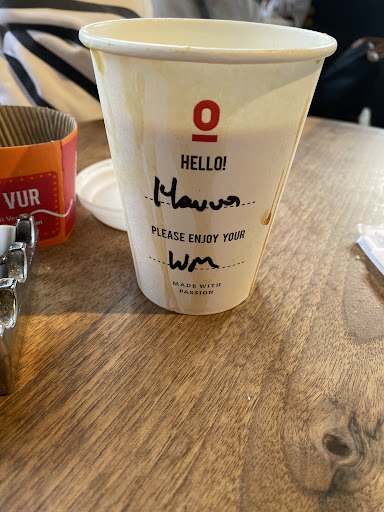 O
HELLO!
PLEASE ENJOY YOUR
WM
MADE WITH
PASSION
VUR